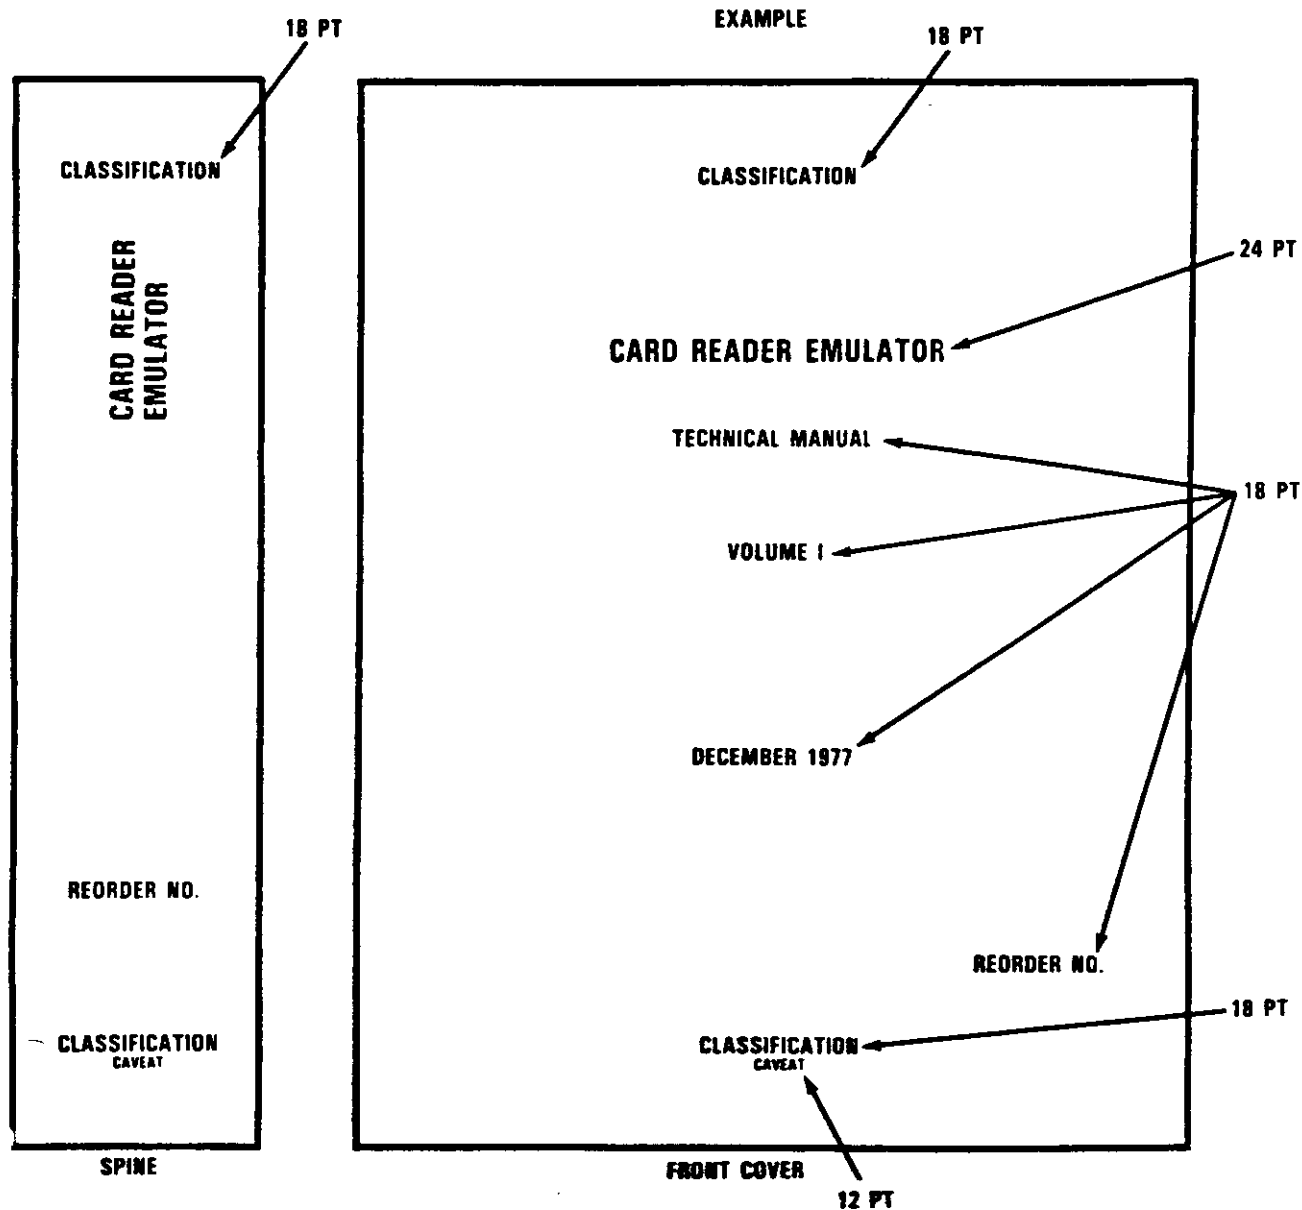 EXAMPLE
18 PT
18 PT
CLASSIFICATION
CARD READER
EMULATOR
REORDER NO.
CLASSIFICATION
CAVEAT
SPINE
CLASSIFICATION
24 PT
CARD READER EMULATOR
TECHNICAL MANUAL
18 PT
VOLUME I
DECEMBER 1977
REORDER NO.
18 PT
CLASSIFICATION
CAVEAT
FRONT COVER
12 PT